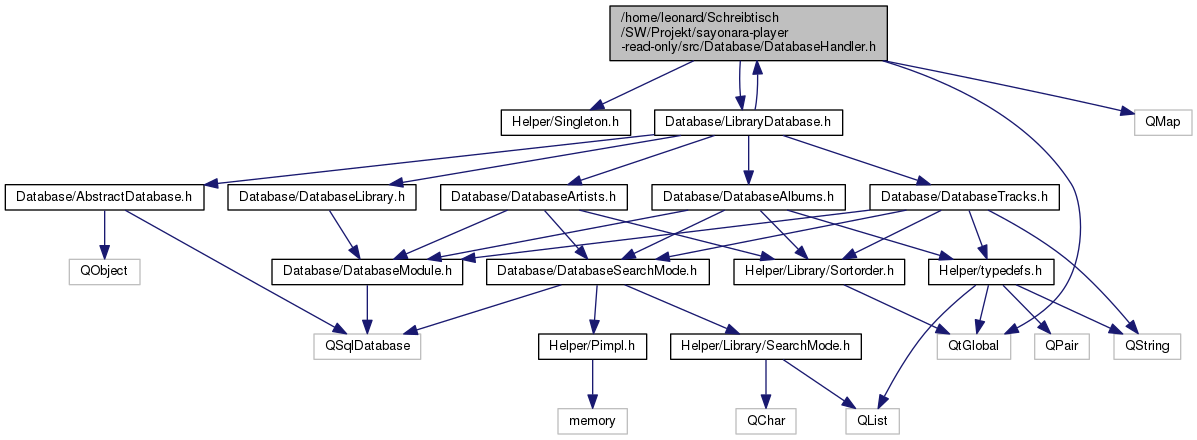 /home/leonard/Schreibtisch
/SW/Projekt/sayonara-player
-read-only/src/Database/DatabaseHandler.h
Helper/Singleton.h
Database/LibraryDatabase.h
QMap
Database/AbstractDatabase.h
Database/DatabaseLibrary.h
Database/DatabaseArtists.h
Database/DatabaseAlbums.h
Database/DatabaseTracks.h
QObject
Database/DatabaseModule.h
Database/DatabaseSearchMode.h
Helper/Library/Sortorder.h
Helper/typedefs.h
QSqlDatabase
Helper/Pimpl.h
Helper/Library/SearchMode.h
QtGlobal
QPair
QString
memory
QChar
QList